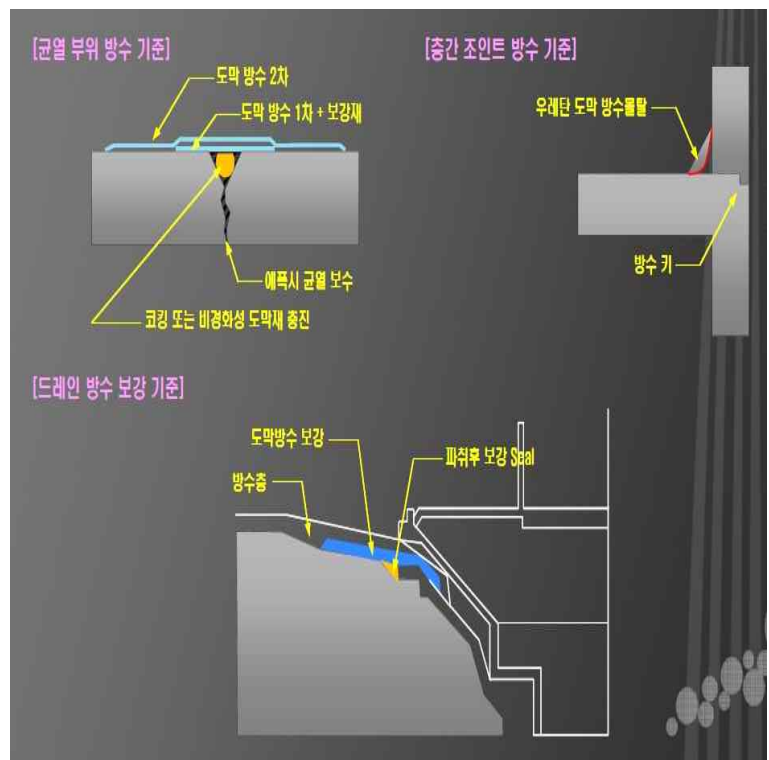 [균열 부위 방수 기준]
도막 방수 2차
도막 방수 1차 + 보강재
에폭시 균열 보수
코킹 또는 비경화성 도막재 충진
[층간 조인트 방수 기준]
우레탄 도막 방수몰탈
방수 키
[드레인 방수 보강 기준]
도막방수 보강
파취후 보강 Seal
방수층